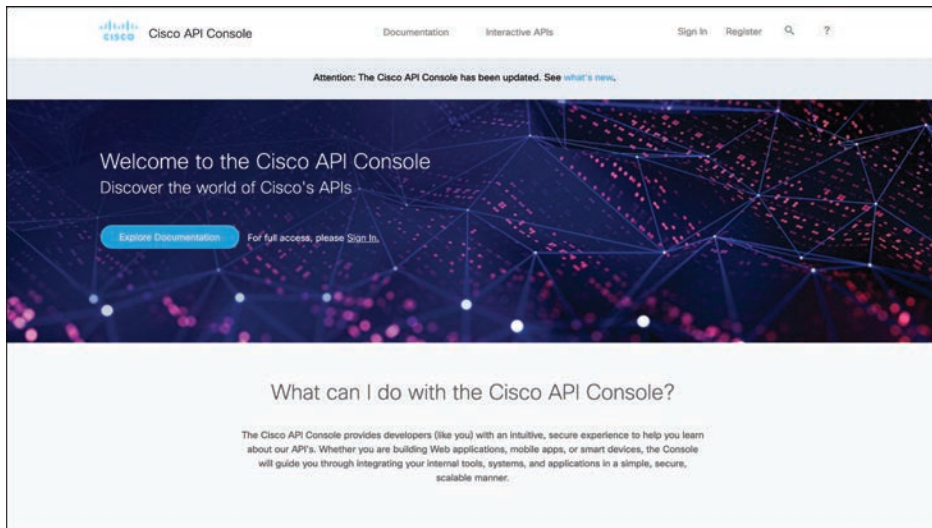 CISCO
Cisco API Console
Documentation
Interactive APIs
Sign In
Register
?
Attention: The Cisco API Console has been updated. See what's new.
Welcome to the Cisco API Console
Discover the world of Cisco's APIs
Explore Documentation
For full access, please Sign In.
What can I do with the Cisco API Console?
The Cisco API Console provides developers (like you) with an intuitive, secure experience to help you learn
about our API's. Whether you are building Web applications, mobile apps, or smart devices, the Console
will guide you through integrating your internal tools, systems, and applications in a simple, secure,
scalable manner.